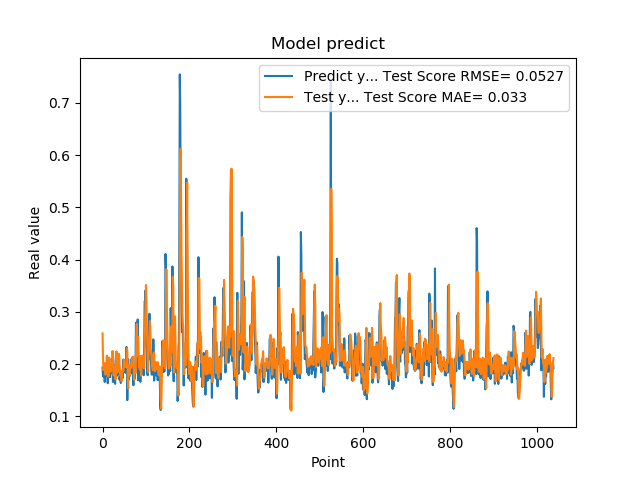 Model predict
Predict y... Test Score RMSE= 0.0527
Test y... Test Score MAE= 0.033
Real value
0.7
0.6
0.5
0.4
0.3
0.2
0.1
0
200
400
600
800
1000
Point